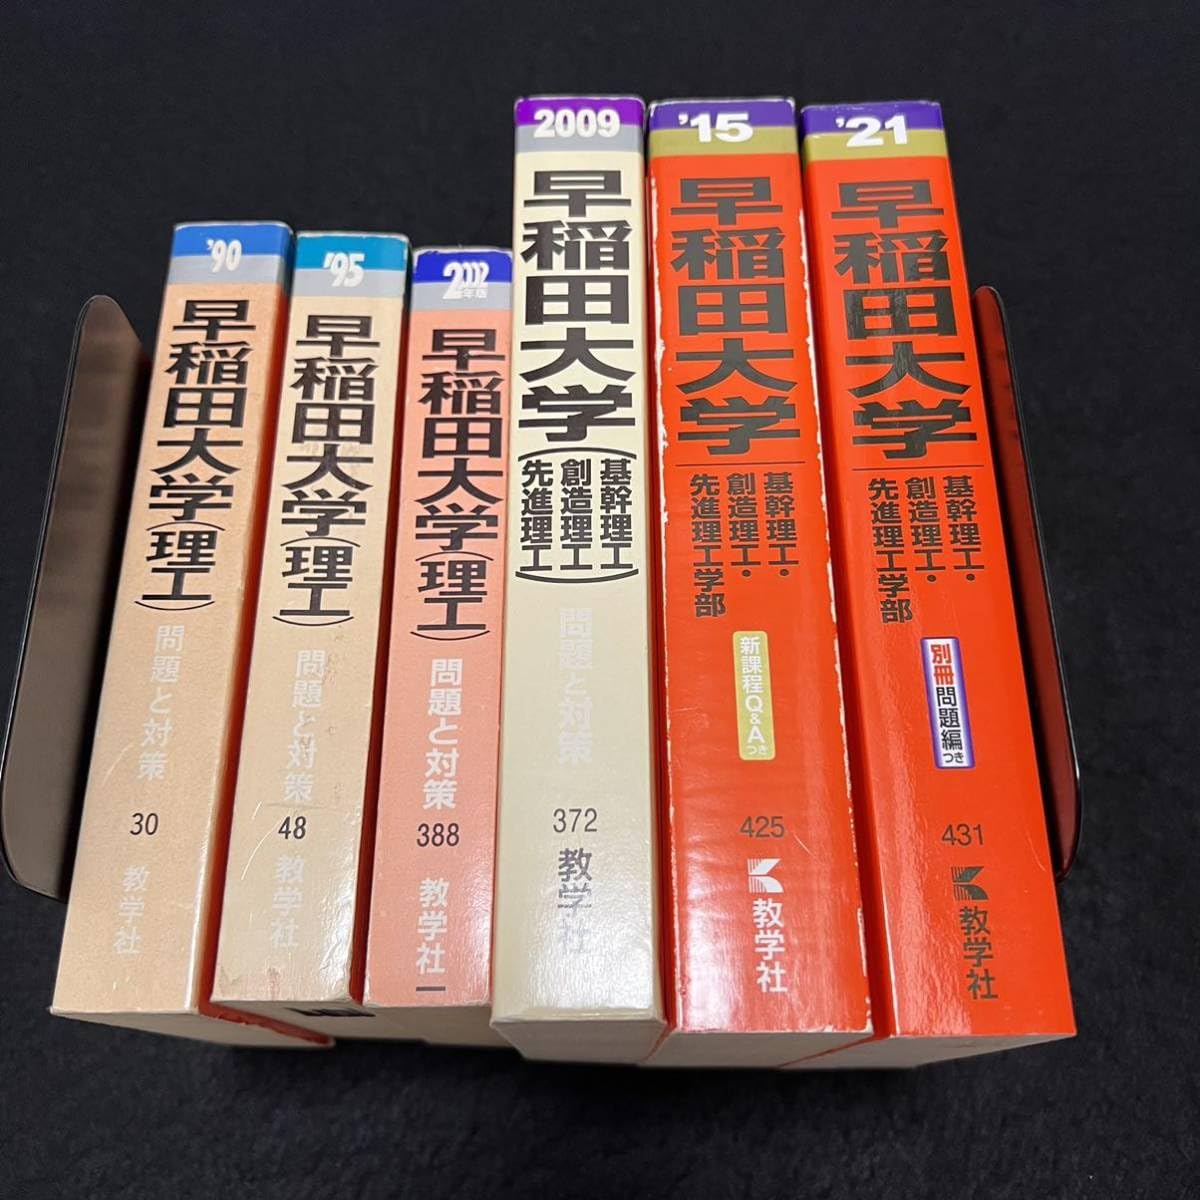 '90
早稲田大学(理工)
問題と対策
30
教学社
'95
早稲田大学(理工)
問題と対策
48
教学社
2002年版
早稲田大学(理工)
問題と対策
388
教学社
2009
早稲田大学(基幹理工 創造理工 先進理工)
問題と対策
372
教学社
'15
早稲田大学
基幹理工・
創造理工・
先進理工学部
新課程Q&Aつき
425
教学社
'21
早稲田大学
基幹理工・
創造理工・
先進理工学部
別冊問題編つき
431
教学社